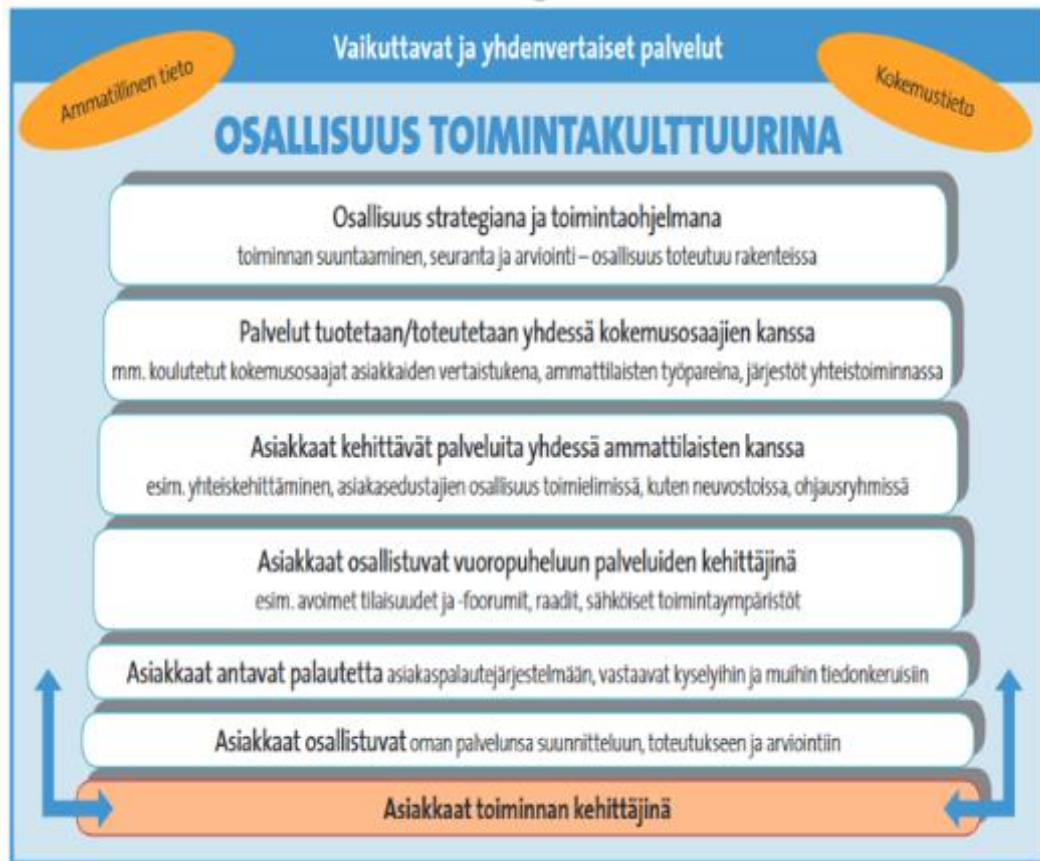 Vaikuttavat ja yhdenvertaiset palvelut
Ammatillinen tieto
Kokemustieto
OSALLISUUS TOIMINTAKULTTUURINA
Osallisuus strategiana ja toimintaohjelmana
toiminnan suuntaaminen, seuranta ja arviointi – osallisuus toteutuu rakenteissa
Palvelut tuotetaan/toteutetaan yhdessä kokemusosaajien kanssa
mm. koulutetut kokemusosaajat asiakkaiden vertaistukena, ammattilaisten työpareina, järjestöt yhteistoiminnassa
Asiakkaat kehittävät palveluita yhdessä ammattilaisten kanssa
esim. yhteiskehittäminen, asiakasedustajien osallisuus toimielimissä, kuten neuvostoissa, ohjausryhmissä
Asiakkaat osallistuvat vuoropuheluun palveluiden kehittäjinä
esim. avoimet tilaisuudet ja -foorumit, raadit, sähköiset toimintaympäristöt
Asiakkaat antavat palautetta asiakaspalautejärjestelmään, vastaavat kyselyihin ja muihin tiedonkeruisiin
Asiakkaat osallistuvat oman palvelunsa suunnitteluun, toteutukseen ja arviointiin
Asiakkaat toiminnan kehittäjinä